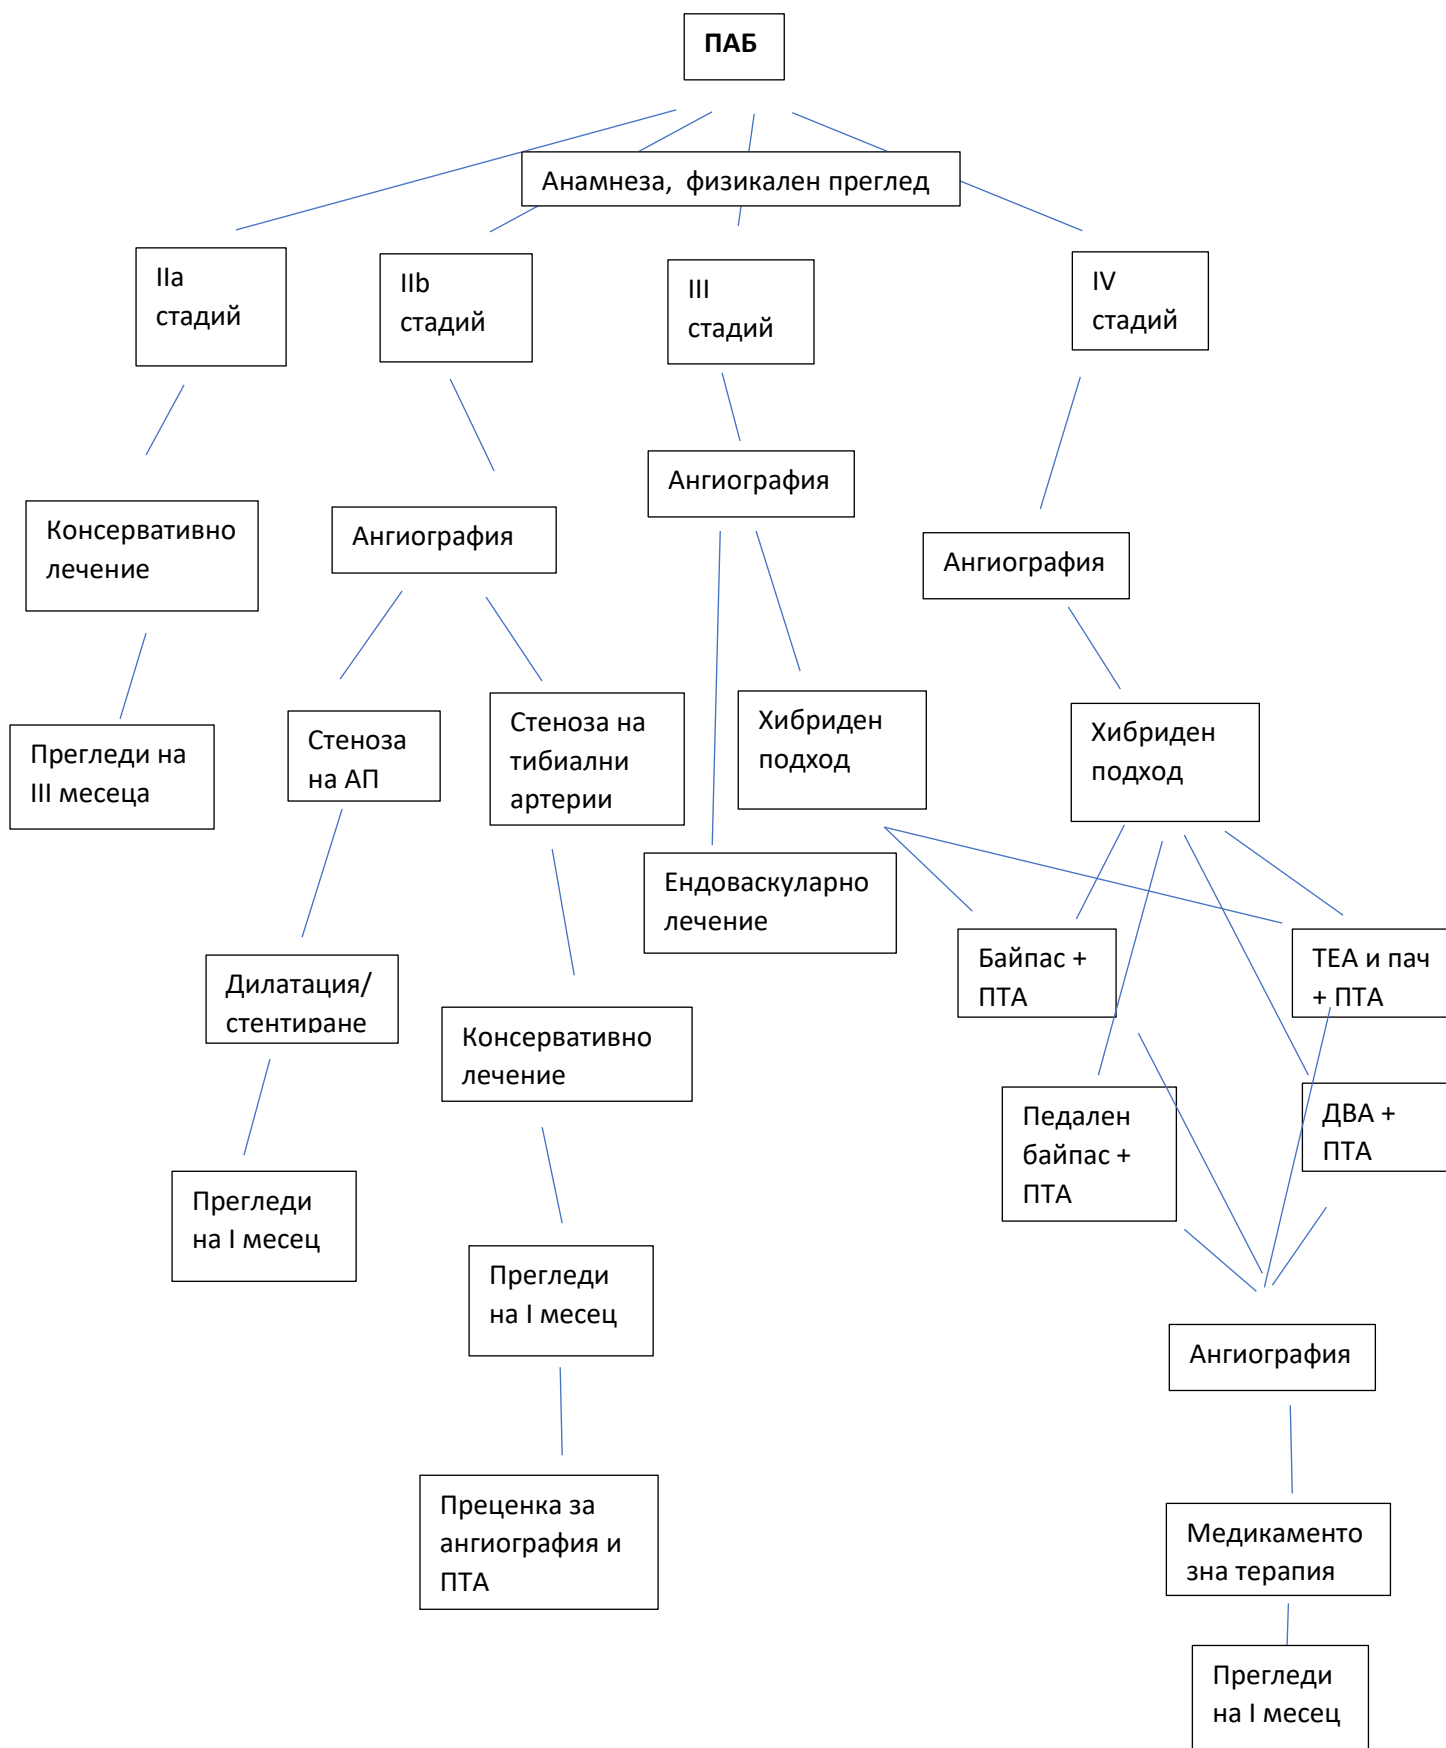 ПАБ
Анамнеза, физикален преглед
IIa
стадий
IIb
стадий
III
стадий
IV
стадий
Ангиография
Консервативно
лечение
Ангиография
Ангиография
Прегледи на
III месеца
Стеноза
на АП
Стеноза на
тибиални
артерии
Хибриден
подход
Хибриден
подход
Ендоваскуларно
лечение
Дилатация/
стентиране
Байпас +
ПТА
ТЕА и пач
+ ПТА
Консервативно
лечение
Педален
байпас +
ПТА
ДВА +
ПТА
Прегледи
на I месец
Прегледи
на I месец
Ангиография
Преценка за
ангиография и
ПТА
Медикаменто
зна терапия
Прегледи
на I месец